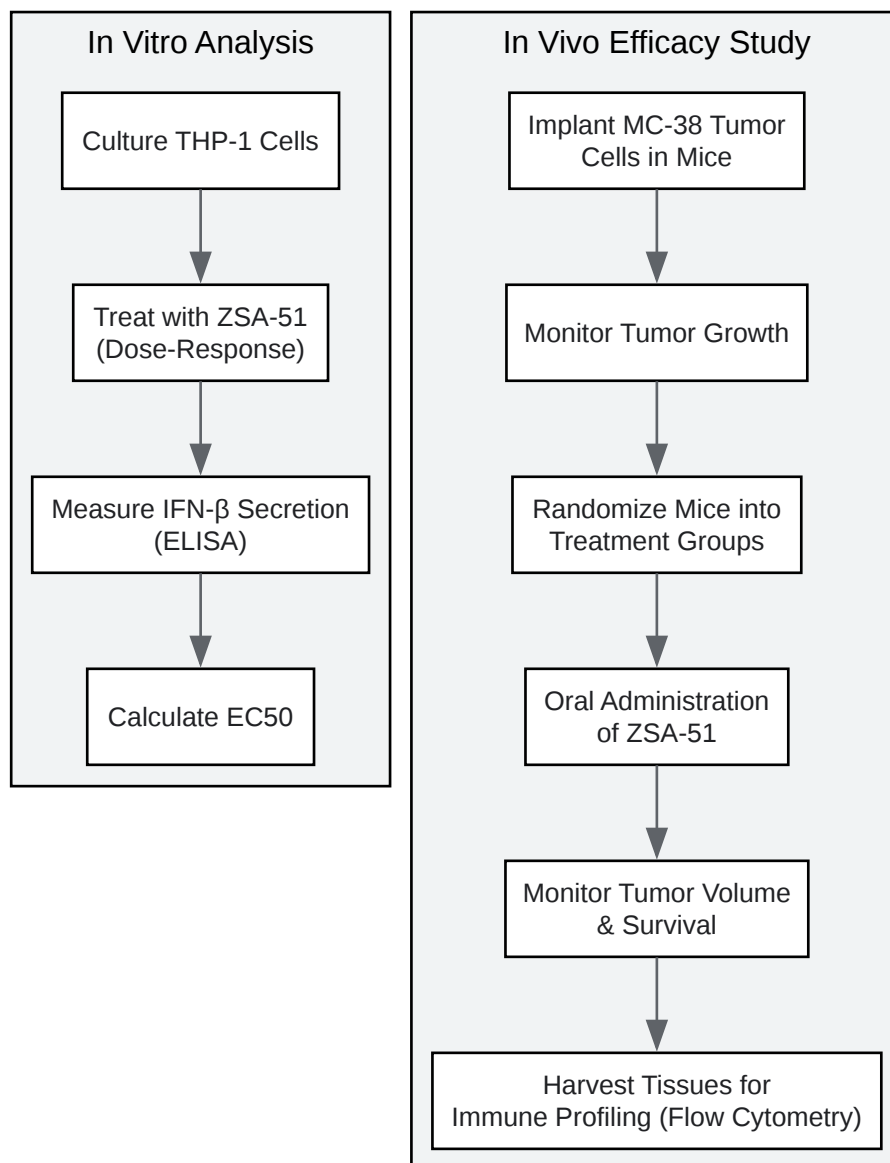 In Vitro Analysis
Culture THP-1 Cells
Treat with ZSA-51
(Dose-Response)
Measure IFN-β Secretion
(ELISA)
Calculate EC50
In Vivo Efficacy Study
Implant MC-38 Tumor
Cells in Mice
Monitor Tumor Growth
Randomize Mice into
Treatment Groups
Oral Administration
of ZSA-51
Monitor Tumor Volume
& Survival
Harvest Tissues for
Immune Profiling (Flow Cytometry)